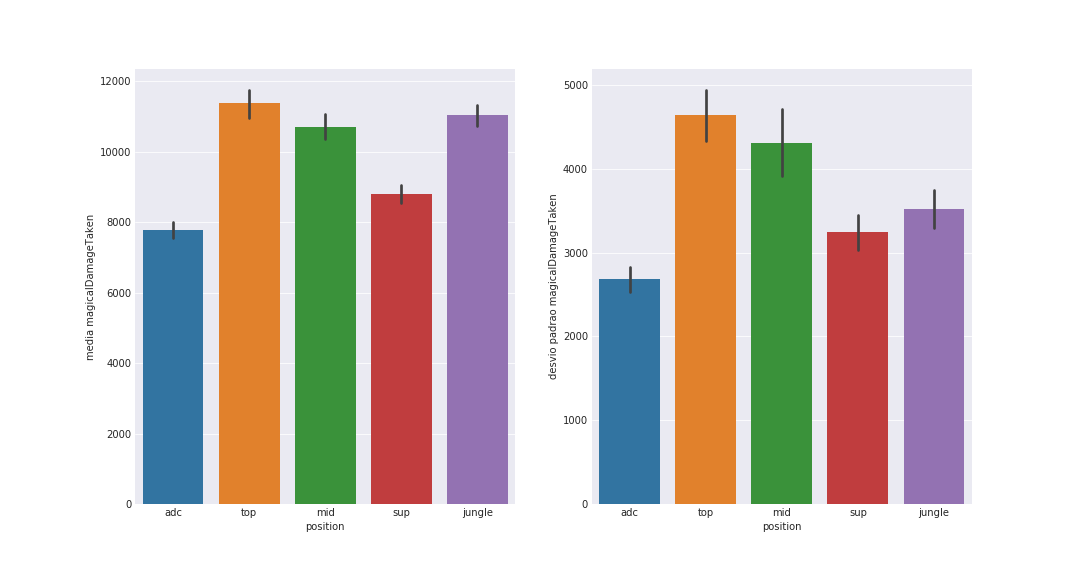 media magicalDamageTaken
12000
10000
8000
6000
4000
2000
0
adc top mid sup jungle
position
desvio padrao magicalDamageTaken
5000
4000
3000
2000
1000
0
adc top mid sup jungle
position